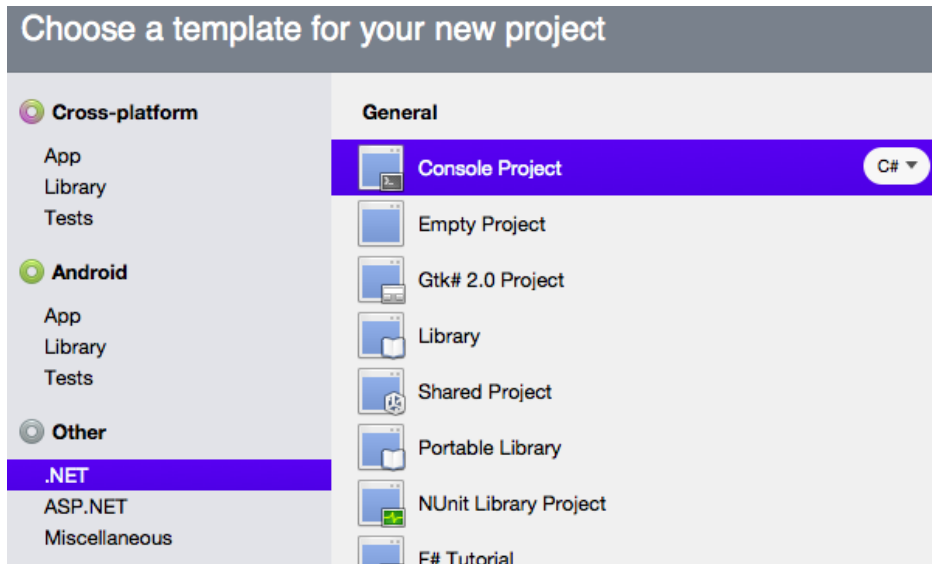 Choose a template for your new project
Cross-platform
App
Library
Tests
Android
App
Library
Tests
Other
.NET
ASP.NET
Miscellaneous
General
Console Project
C#
Empty Project
Gtk# 2.0 Project
Library
Shared Project
Portable Library
NUnit Library Project
F# Tutorial